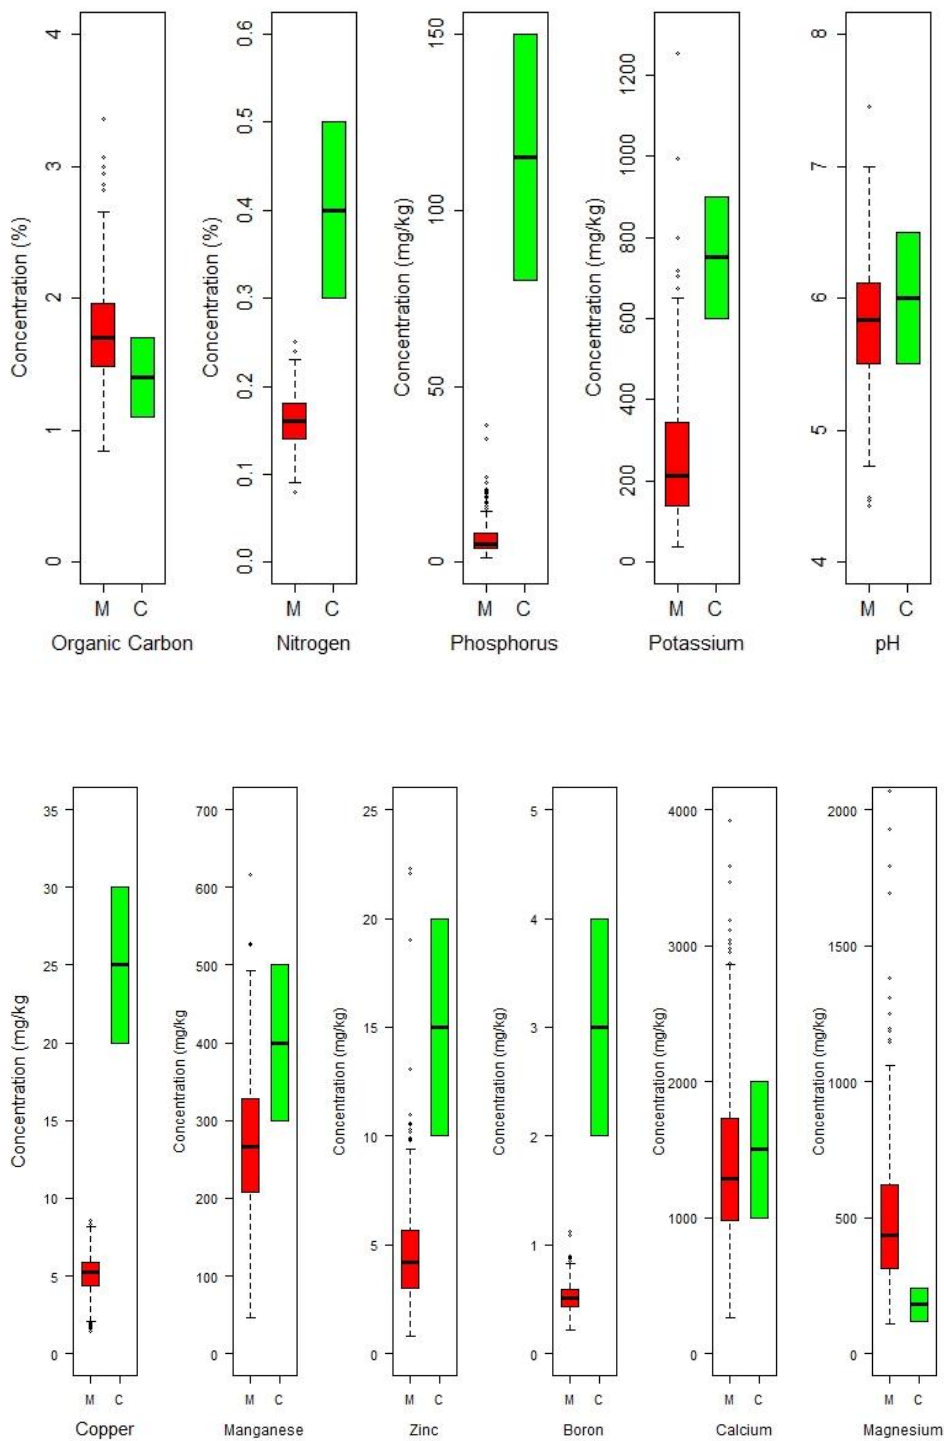 4
3
2
1
0
Concentration (%)
M C
Organic Carbon
0.6
0.5
0.4
0.3
0.2
0.1
0.0
Concentration (%)
M C
Nitrogen
150
100
50
0
Concentration (mg/kg)
M C
Phosphorus
1200
1000
800
600
400
200
0
Concentration (mg/kg)
M C
Potassium
8
7
6
5
4
M C
pH
35
30
25
20
15
10
5
0
Concentration (mg/kg
M C
Copper
700
600
500
400
300
200
100
0
Concentration (mg/kg
M C
Manganese
25
20
15
10
5
0
Concentration (mg/kg)
M C
Zinc
5
4
3
2
1
0
Concentration (mg/kg)
M C
Boron
4000
3000
2000
1000
0
Concentration (mg/kg)
M C
Calcium
2000
1500
1000
500
0
Concentration (mg/kg)
M C
Magnesium